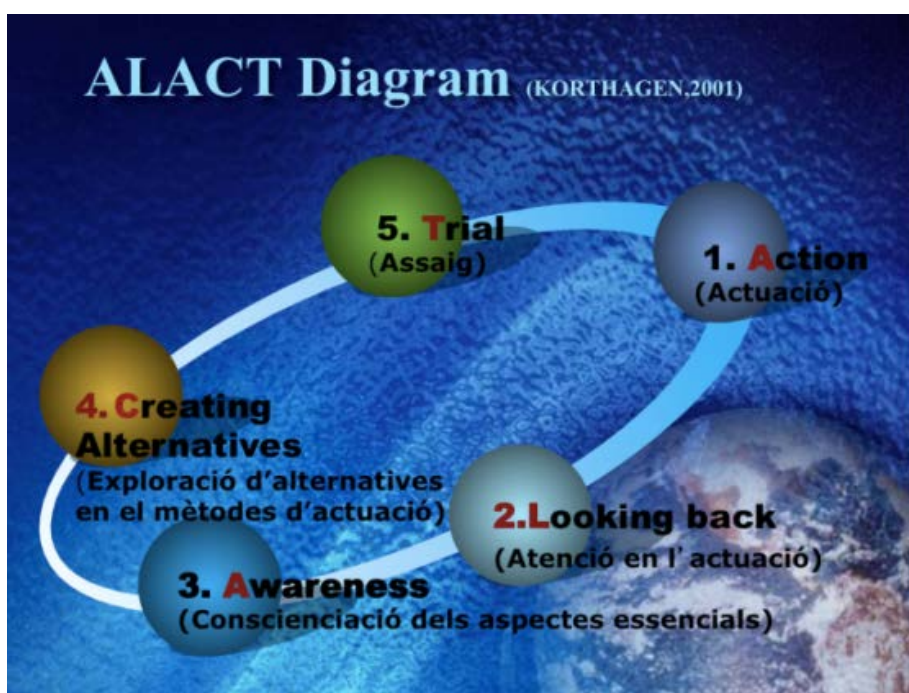 ALACT Diagram (KORTHAGEN,2001)
5. Trial
(Assaig)
1. Action
(Actuació)
4. Creating
Alternatives
(Exploració d'alternatives
en el mètodes d'actuació)
2.Looking back
(Atenció en l'actuació)
3. Awareness
(Conscienciació dels aspectes essencials)